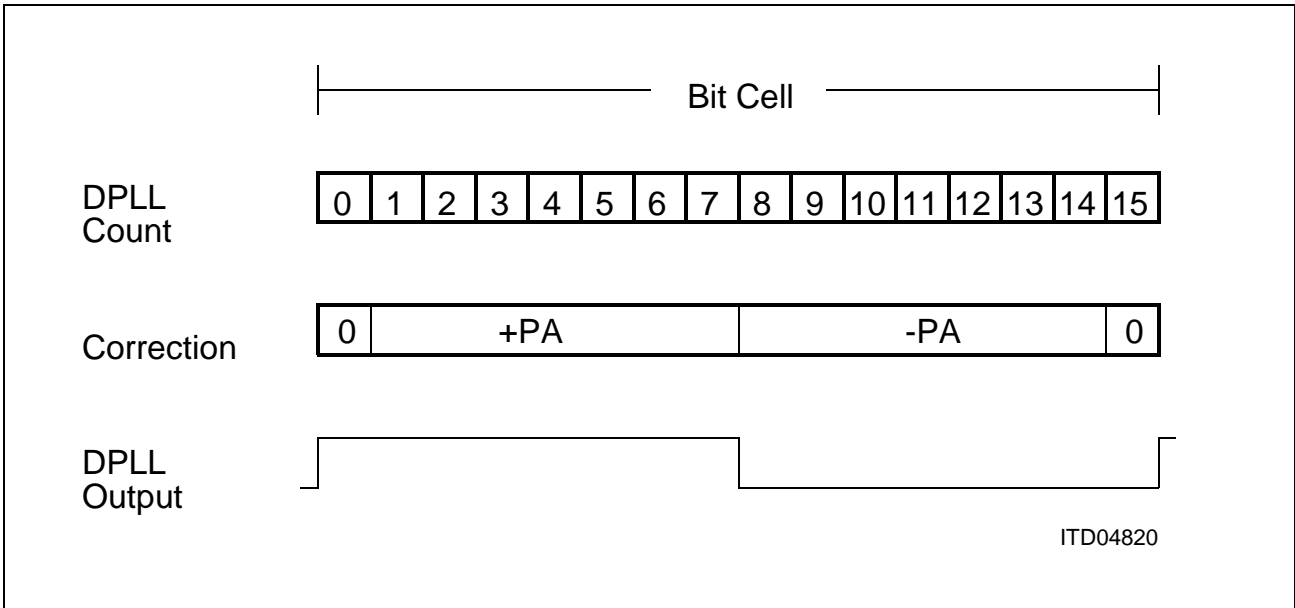 Bit Cell
DPLL
Count
0 1 2 3 4 5 6 7 8 9 10 11 12 13 14 15
Correction
0 +PA -PA 0
DPLL
Output
ITD04820